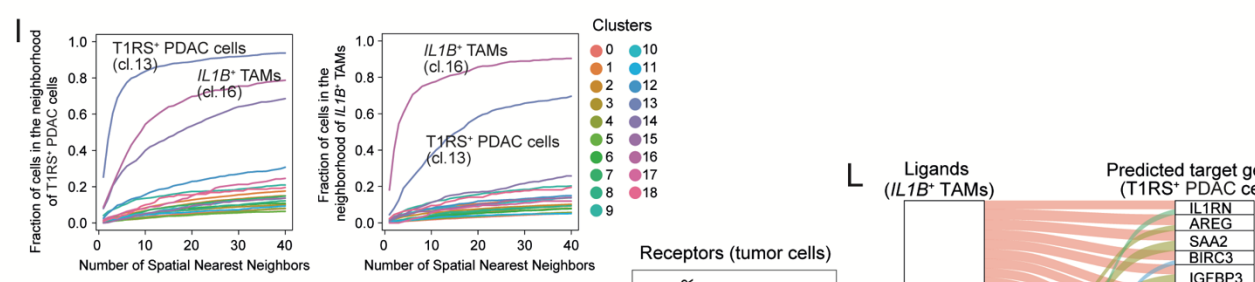 I
Fraction of cells in the neighborhood
of T1RS⁺ PDAC cells
1.0
0.8
0.6
0.4
0.2
0.0
T1RS⁺ PDAC cells
(cl.13)
IL1B⁺ TAMs
(cl.16)
0 10 20 30 40
Number of Spatial Nearest Neighbors
Fraction of cells in the
neighborhood of IL1B⁺ TAMs
1.0
0.8
0.6
0.4
0.2
0.0
IL1B⁺ TAMs
(cl.16)
T1RS⁺ PDAC cells
(cl.13)
0 10 20 30 40
Number of Spatial Nearest Neighbors
Clusters
0 10
1 11
2 12
3 13
4 14
5 15
6 16
7 17
8 18
9
Receptors (tumor cells)
L
Ligands
(IL1B⁺ TAMs)
Predicted target ge
(T1RS⁺ PDAC ce
IL1RN
AREG
SAA2
BIRC3
IGFBP3